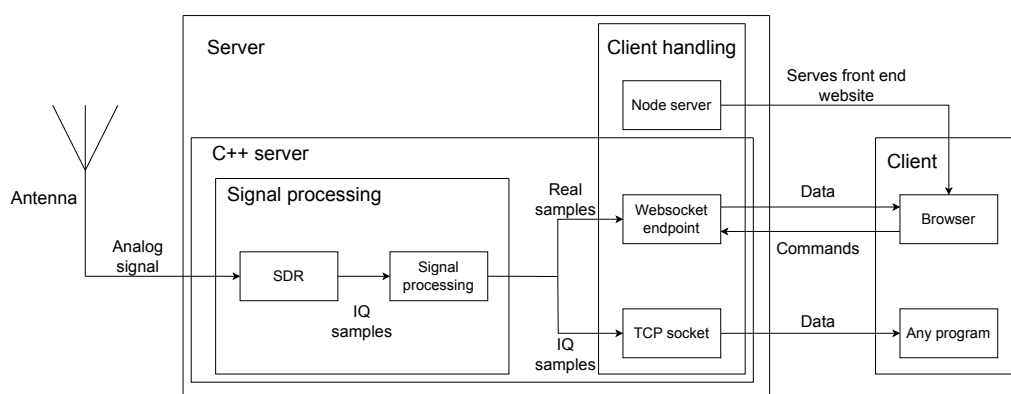 Server
Client handling
Node server
Serves front end
website
C++ server
Client
Antenna
Signal processing
Real
samples
Websocket
endpoint
Data
Browser
Commands
Analog
signal
SDR
Signal
processing
IQ
samples
IQ
samples
TCP socket
Data
Any program